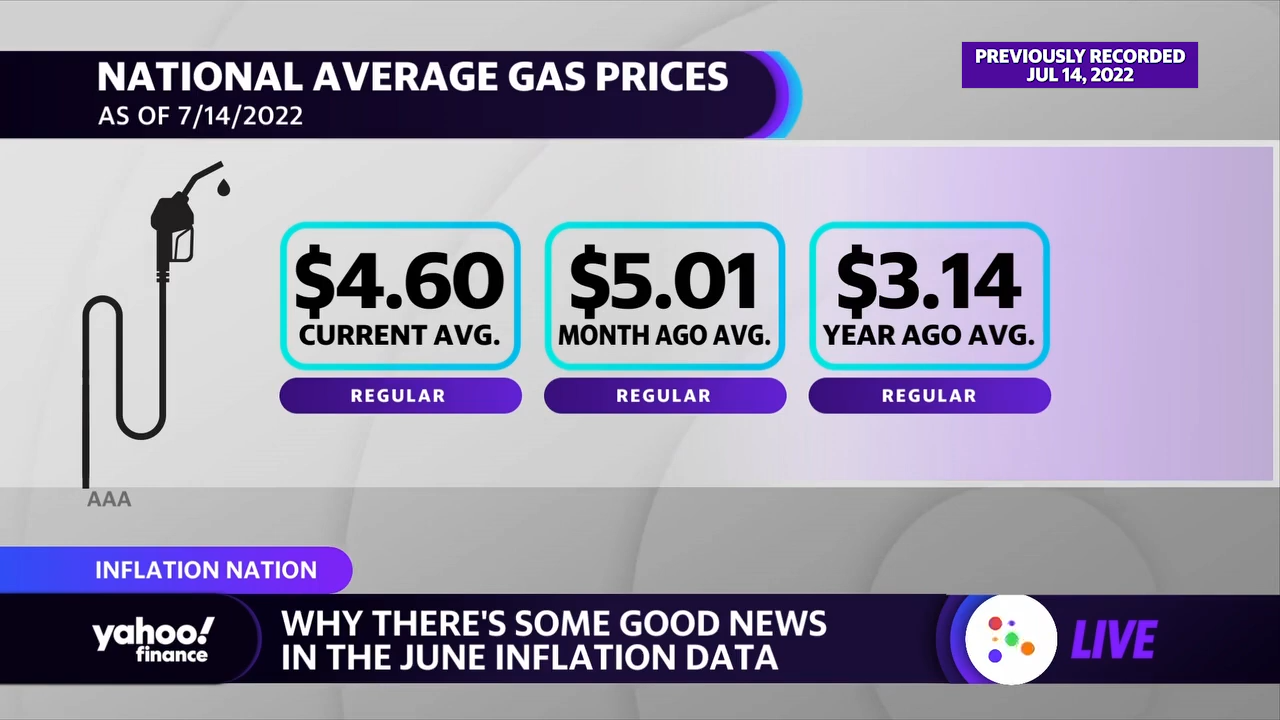 NATIONAL AVERAGE GAS PRICES
AS OF 7/14/2022
PREVIOUSLY RECORDED
JUL 14, 2022
$4.60
CURRENT AVG.
REGULAR
$5.01
MONTH AGO AVG.
REGULAR
$3.14
YEAR AGO AVG.
REGULAR
AAA
INFLATION NATION
yahoo!
finance
WHY THERE'S SOME GOOD NEWS
IN THE JUNE INFLATION DATA
LIVE